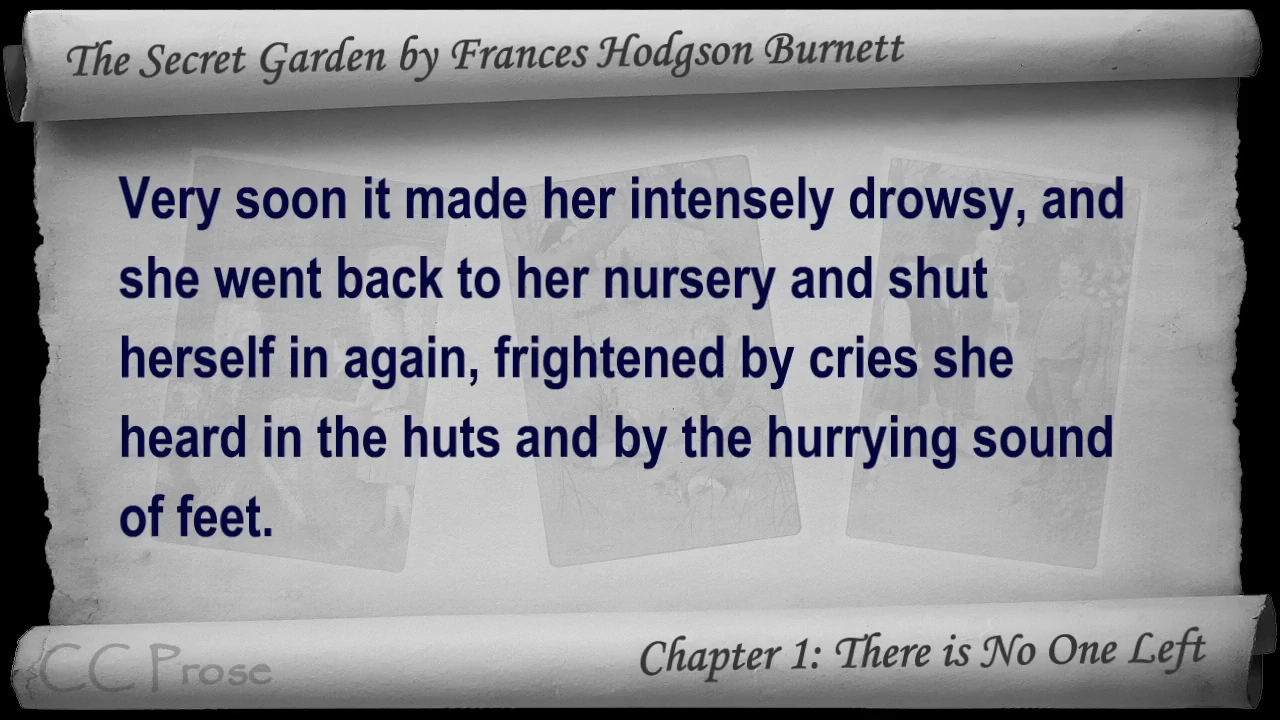 The Secret Garden by Frances Hodgson Burnett
Very soon it made her intensely drowsy, and
she went back to her nursery and shut
herself in again, frightened by cries she
heard in the huts and by the hurrying sound
of feet.
CC Prose
Chapter 1: There is No One Left